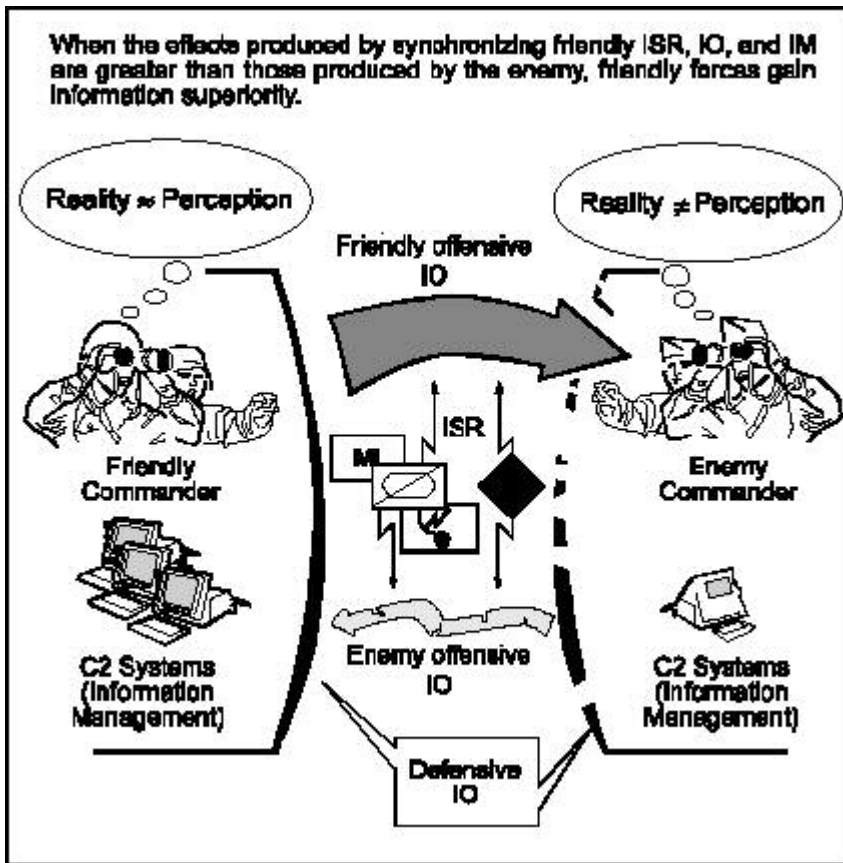 When the effects produced by synchronizing friendly ISR, IO, and IM
are greater than those produced by the enemy, friendly forces gain
information superiority.
Reality ≈ Perception
Reality ≠ Perception
Friendly offensive
IO
ISR
MI
Friendly
Commander
Enemy
Commander
Enemy offensive
IO
C2 Systems
(Information
Management)
C2 Systems
(Information
Management)
Defensive
IO